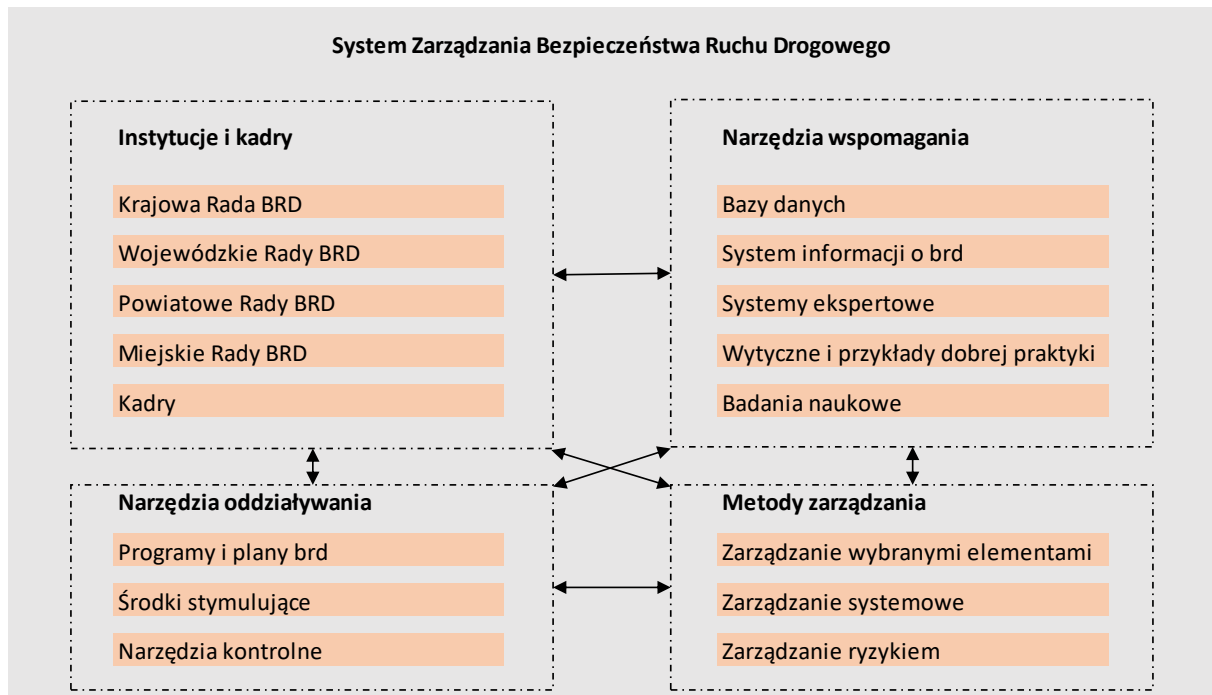 System Zarządzania Bezpieczeństwa Ruchu Drogowego
Instytucje i kadry
Krajowa Rada BRD
Wojewódzkie Rady BRD
Powiatowe Rady BRD
Miejskie Rady BRD
Kadry
Narzędzia wspomagania
Bazy danych
System informacji o brd
Systemy ekspertowe
Wytyczne i przykłady dobrej praktyki
Badania naukowe
Narzędzia oddziaływania
Programy i plany brd
Środki stymulujące
Narzędzia kontrolne
Metody zarządzania
Zarządzanie wybranymi elementami
Zarządzanie systemowe
Zarządzanie ryzykiem